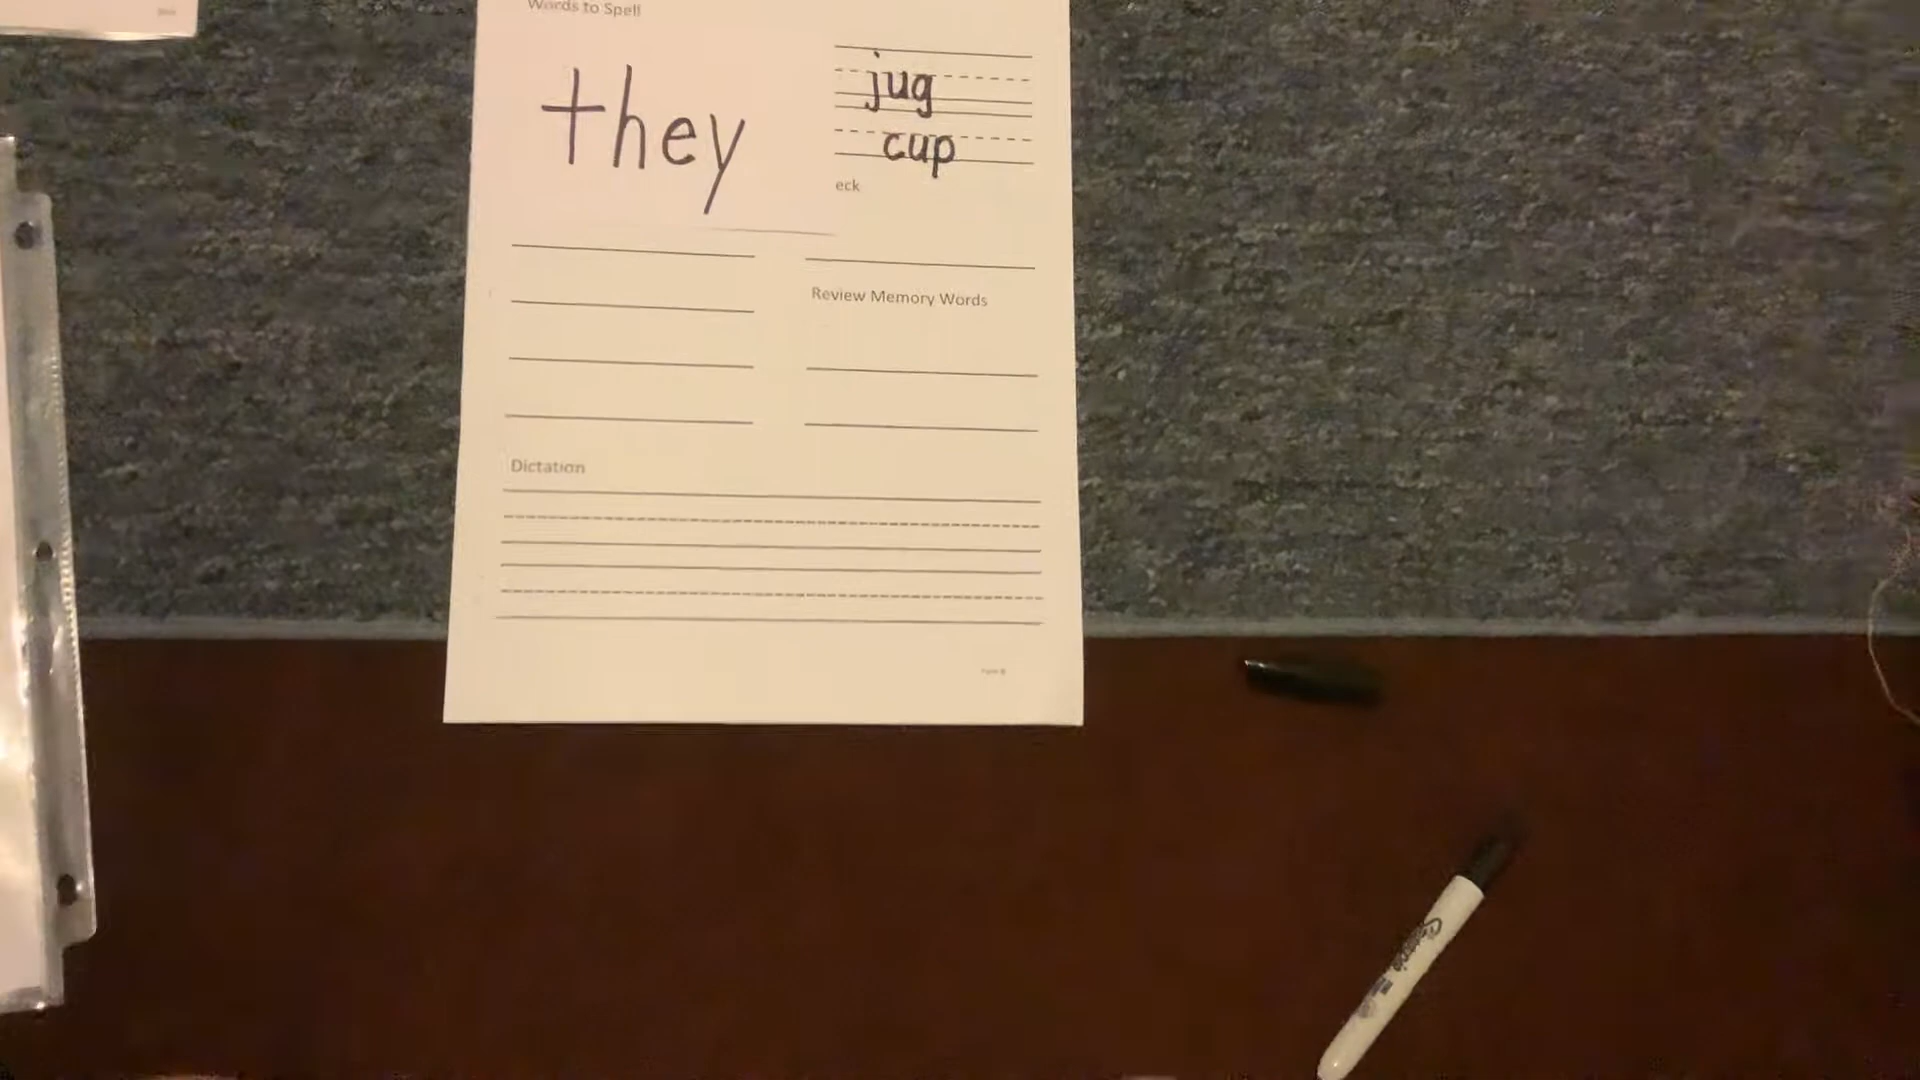 Words to Spell
they
jug
cup
eck
Review Memory Words
Dictation